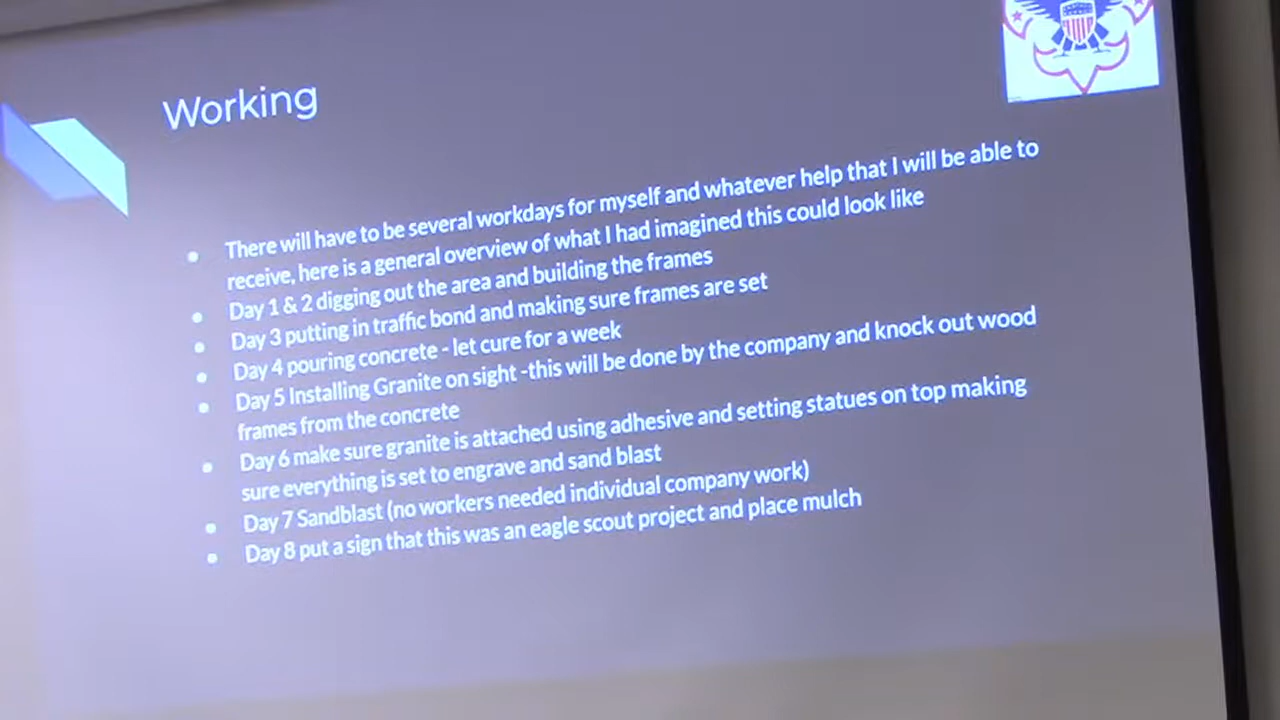 Working
There will have to be several workdays for myself and whatever help that I will be able to
receive, here is a general overview of what I had imagined this could look like
Day 1 & 2 digging out the area and building the frames
Day 3 putting in traffic bond and making sure frames are set
Day 4 pouring concrete - let cure for a week
Day 5 Installing Granite on sight -this will be done by the company and knock out wood
frames from the concrete
Day 6 make sure granite is attached using adhesive and setting statues on top making
sure everything is set to engrave and sand blast
Day 7 Sandblast (no workers needed individual company work)
Day 8 put a sign that this was an eagle scout project and place mulch